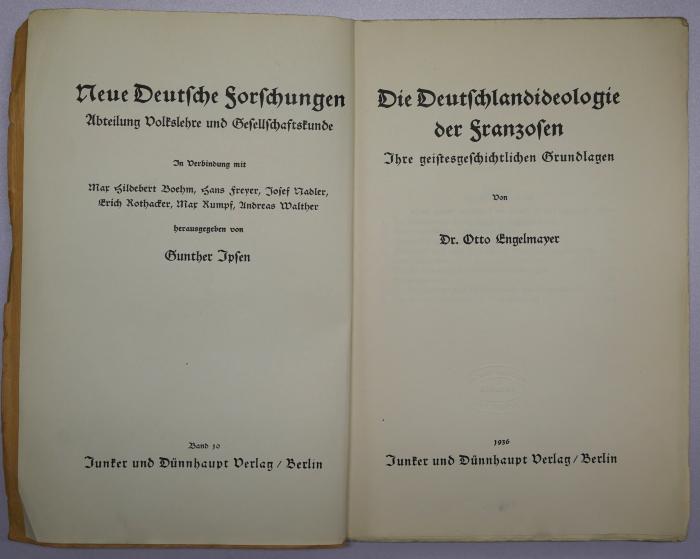 Neue Deutsche Forschungen
Abteilung Volkslehre und Gesellschaftskunde
In Verbindung mit
Max Hildebert Boehm, Hans Freyer, Josef Nadler,
Erich Rothacker, Max Rumpf, Andreas Walther
herausgegeben von
Gunther Ipsen
Band 10
Junker und Dünnhaupt Verlag / Berlin
Die Deutschlandideologie
der Franzosen
Ihre geistesgeschichtlichen Grundlagen
Von
Dr. Otto Engelmayer
1936
Junker und Dünnhaupt Verlag / Berlin